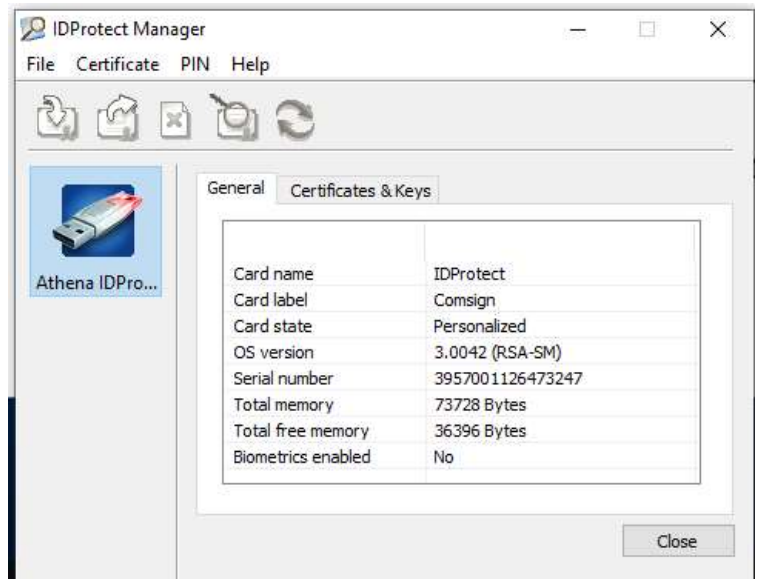 IDProtect Manager
File Certificate PIN Help
Athena IDPro...
General Certificates & Keys
Card name IDProtect
Card label Comsign
Card state Personalized
OS version 3.0042 (RSA-SM)
Serial number 3957001126473247
Total memory 73728 Bytes
Total free memory 36396 Bytes
Biometrics enabled No
Close